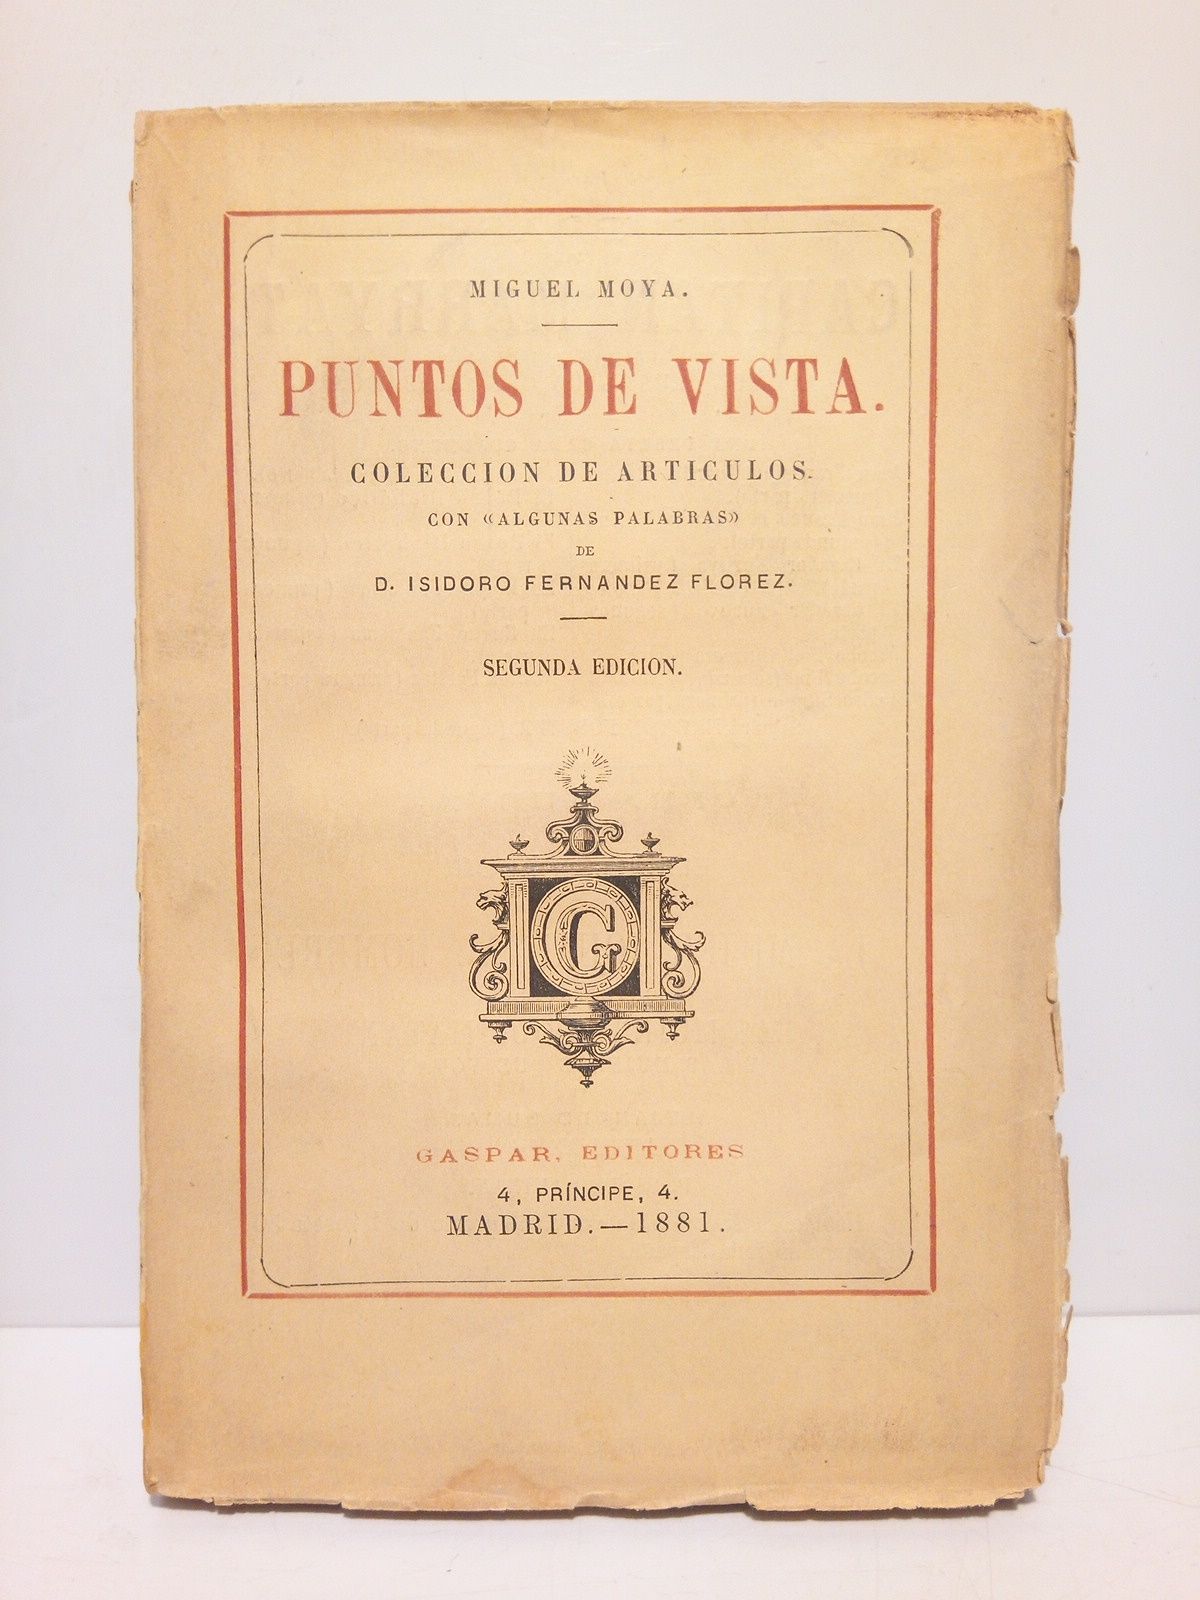 MIGUEL MOYA.
PUNTOS DE VISTA.
COLECCION DE ARTICULOS.
CON «ALGUNAS PALABRAS»
DE
D. ISIDORO FERNANDEZ FLOREZ.
SEGUNDA EDICION.
G
GASPAR, EDITORES
4, PRÍNCIPE, 4.
MADRID.—1881.